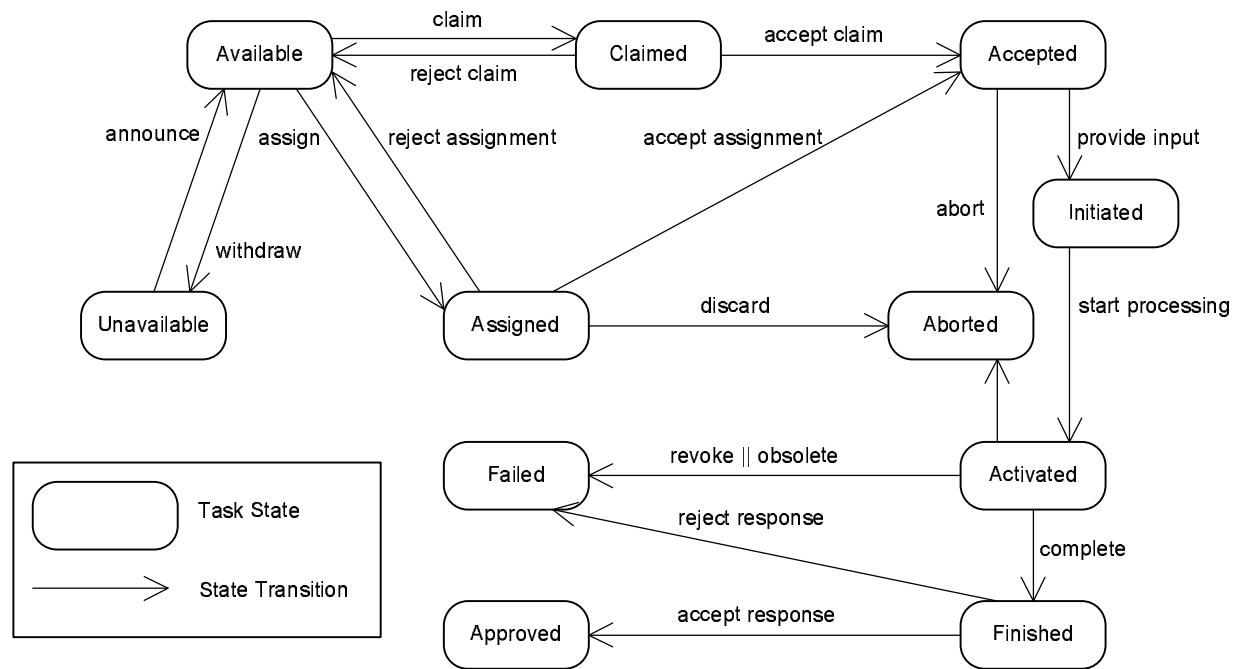 claim
Available
Claimed
accept claim
Accepted
reject claim
announce
assign
reject assignment
accept assignment
provide input
abort
Initiated
withdraw
Unavailable
Assigned
discard
Aborted
start processing
Failed
revoke || obsolete
Activated
Task State
reject response
complete
State Transition
Approved
accept response
Finished